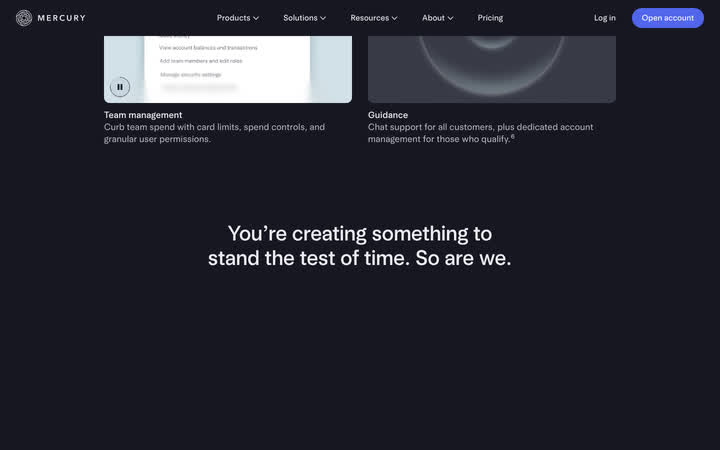 MERCURY
Products
Solutions
Resources
About
Pricing
Log in
Open account
View account balances and transactions
Add team members and edit roles
Manage security settings
Team management
Curb team spend with card limits, spend controls, and
granular user permissions.
Guidance
Chat support for all customers, plus dedicated account
management for those who qualify.⁶
You’re creating something to
stand the test of time. So are we.